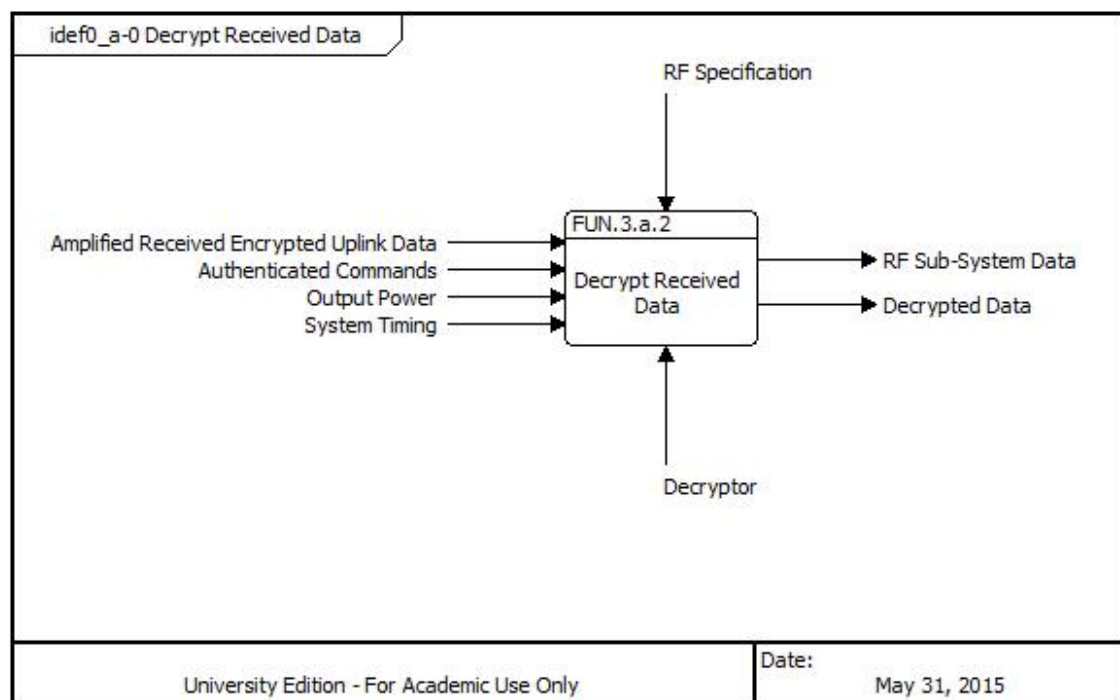 idef0_a-0 Decrypt Received Data
RF Specification
FUN.3.a.2
Amplified Received Encrypted Uplink Data
Authenticated Commands
Output Power
System Timing
Decrypt Received
Data
RF Sub-System Data
Decrypted Data
Decryptor
University Edition - For Academic Use Only
Date:
May 31, 2015